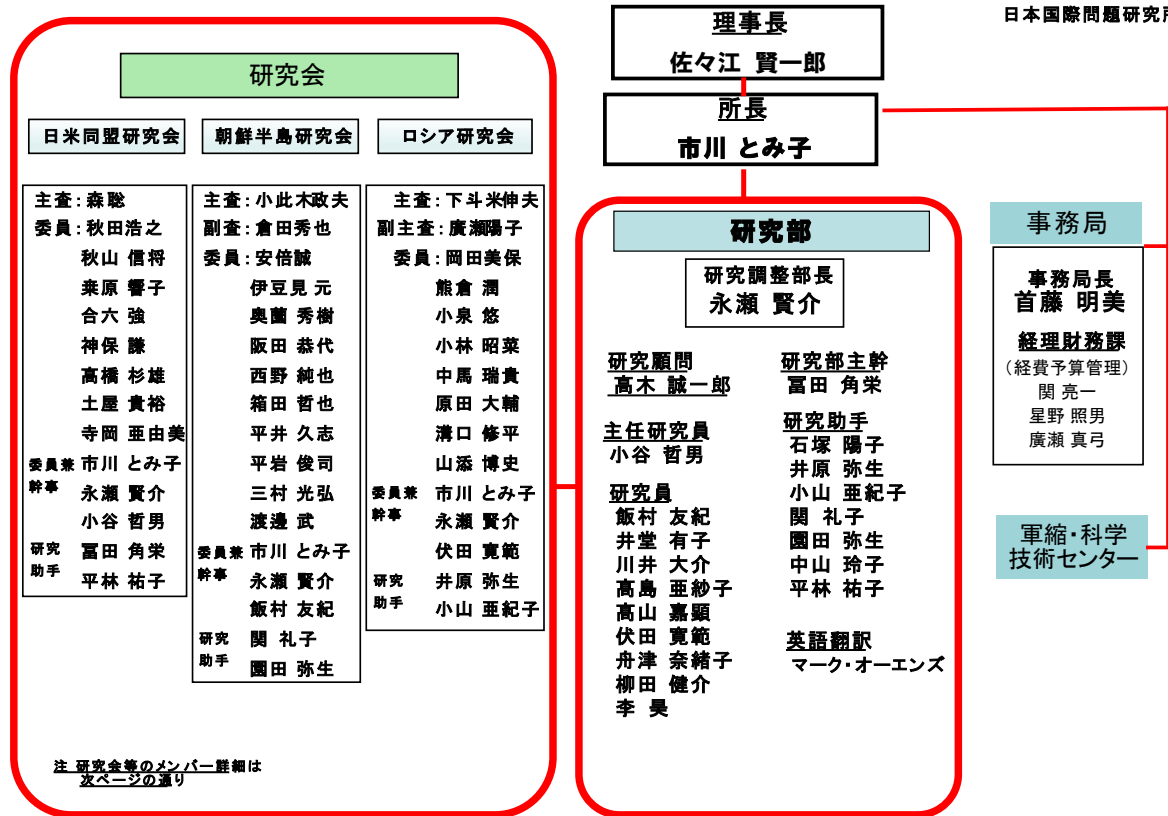 日本国際問題研究所
理事長
佐々江 賢一郎
所長
市川 とみ子
研究会
日米同盟研究会
主査：森聡
委員：秋田浩之
秋山 信将
桒原 響子
合六 強
神保 謙
高橋 杉雄
土屋 貴裕
寺岡 亜由美
委員兼幹事 市川 とみ子
永瀬 賢介
小谷 哲男
研究助手 冨田 角栄
平林 祐子
朝鮮半島研究会
主査：小此木政夫
副査：倉田秀也
委員：安倍誠
伊豆見 元
奥薗 秀樹
阪田 恭代
西野 純也
箱田 哲也
平井 久志
平岩 俊司
三村 光弘
渡邊 武
委員兼幹事 市川 とみ子
永瀬 賢介
飯村 友紀
研究助手 関 礼子
園田 弥生
ロシア研究会
主査：下斗米伸夫
副主査：廣瀬陽子
委員：岡田美保
熊倉 潤
小泉 悠
小林 昭菜
中馬 瑞貴
原田 大輔
溝口 修平
山添 博史
委員兼幹事 市川 とみ子
永瀬 賢介
伏田 寛範
研究助手 井原 弥生
小山 亜紀子
注 研究会等のメンバー詳細は
次ページの通り
研究部
研究調整部長
永瀬 賢介
研究顧問
高木 誠一郎
主任研究員
小谷 哲男
研究員
飯村 友紀
井堂 有子
川井 大介
高島 亜紗子
高山 嘉顕
伏田 寛範
舟津 奈緒子
柳田 健介
李 昊
研究部主幹
冨田 角栄
研究助手
石塚 陽子
井原 弥生
小山 亜紀子
関 礼子
園田 弥生
中山 玲子
平林 祐子
英語翻訳
マーク・オーエンズ
事務局
事務局長
首藤 明美
経理財務課
（経費予算管理）
関 亮一
星野 照男
廣瀬 真弓
軍縮・科学
技術センター